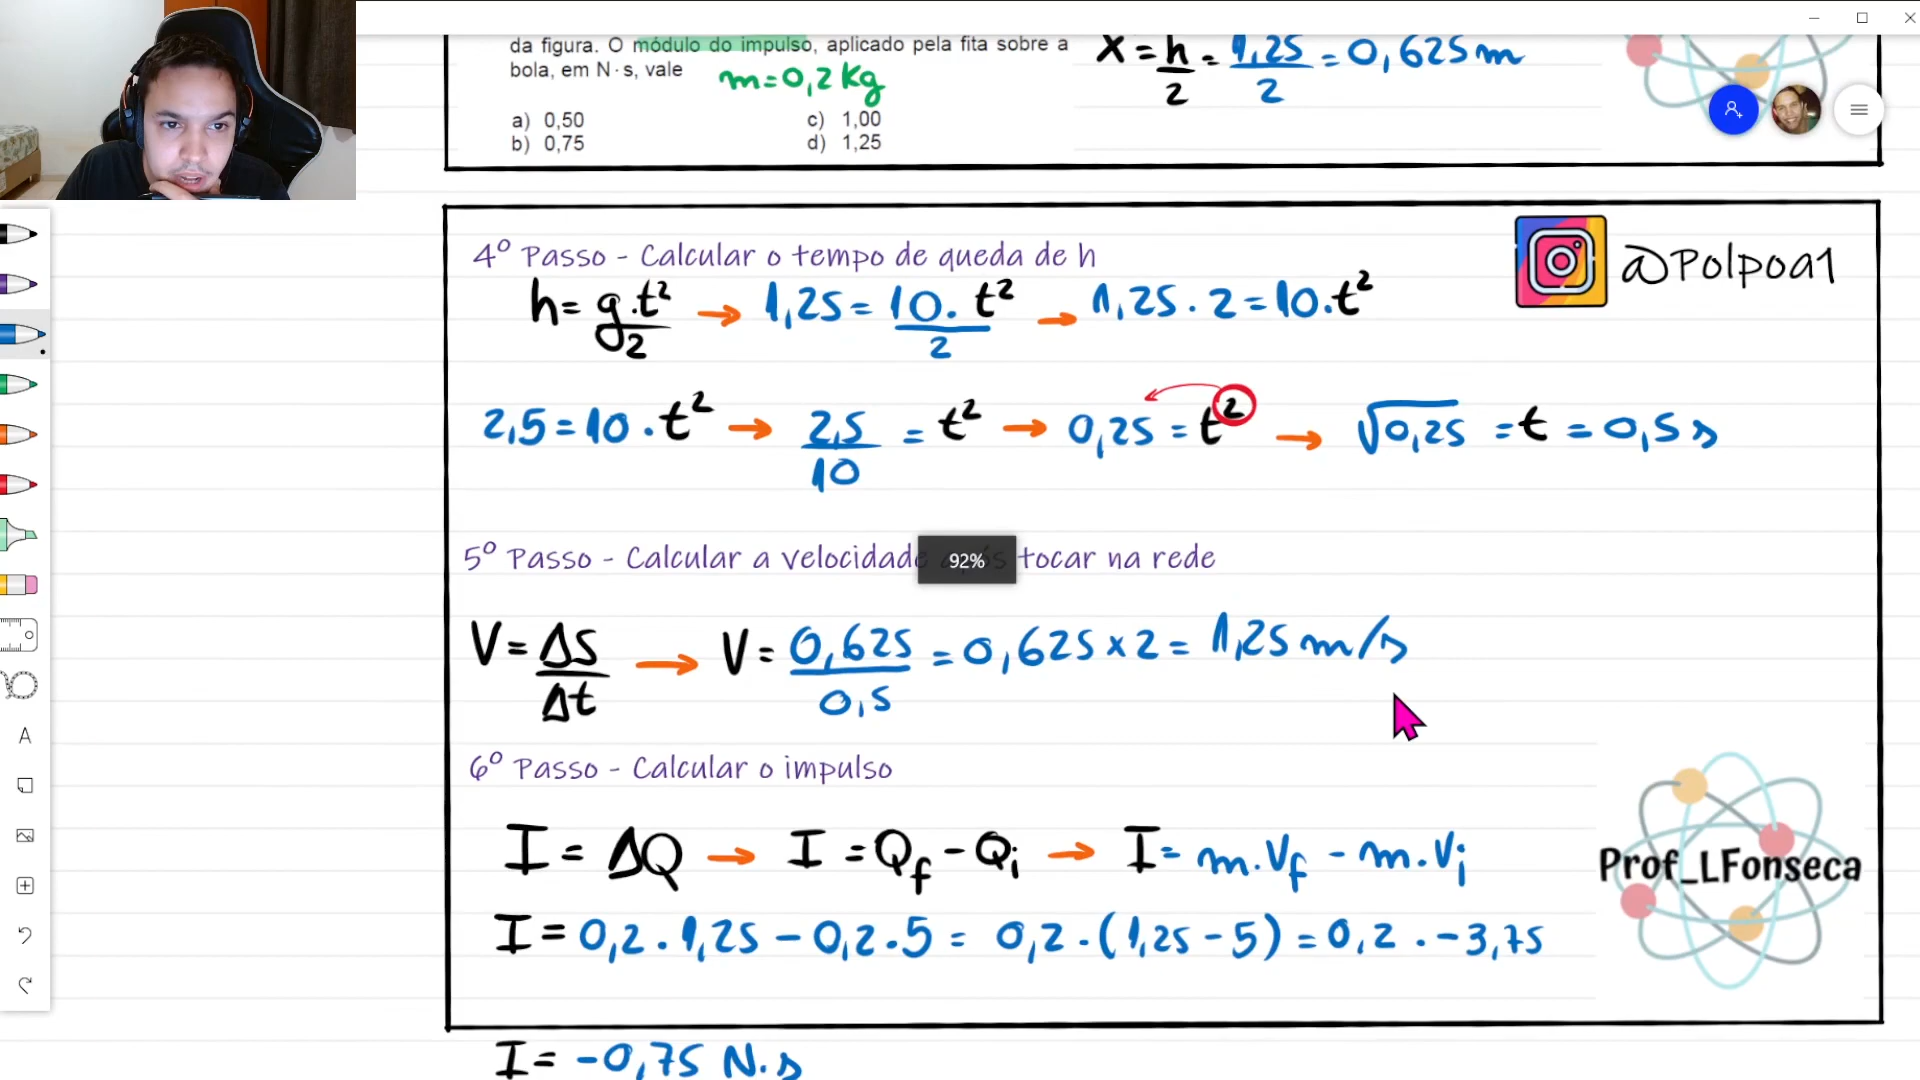 da figura. O módulo do impulso, aplicado pela fita sobre a
bola, em N·s, vale
m=0,2 Kg
a) 0,50
c) 1,00
b) 0,75
d) 1,25
X = h/2 = 1,25/2 = 0,625 m
4º Passo - Calcular o tempo de queda de h
@Polpoa1
h = g.t²/2 → 1,25 = 10. t²/2 → 1,25 . 2 = 10.t²
2,5 = 10 . t² → 2,5/10 = t² → 0,25 = t² → √0,25 = t = 0,5 s
5º Passo - Calcular a velocidade após tocar na rede
92%
V = ΔS/Δt → V = 0,625/0,5 = 0,625 x 2 = 1,25 m/s
6º Passo - Calcular o impulso
I = ΔQ → I = Qf - Qi → I = m.Vf - m.Vi
Prof_LFonseca
I = 0,2 . 1,25 - 0,2 . 5 = 0,2 . (1,25 - 5) = 0,2 . -3,75
I = -0,75 N.s
A